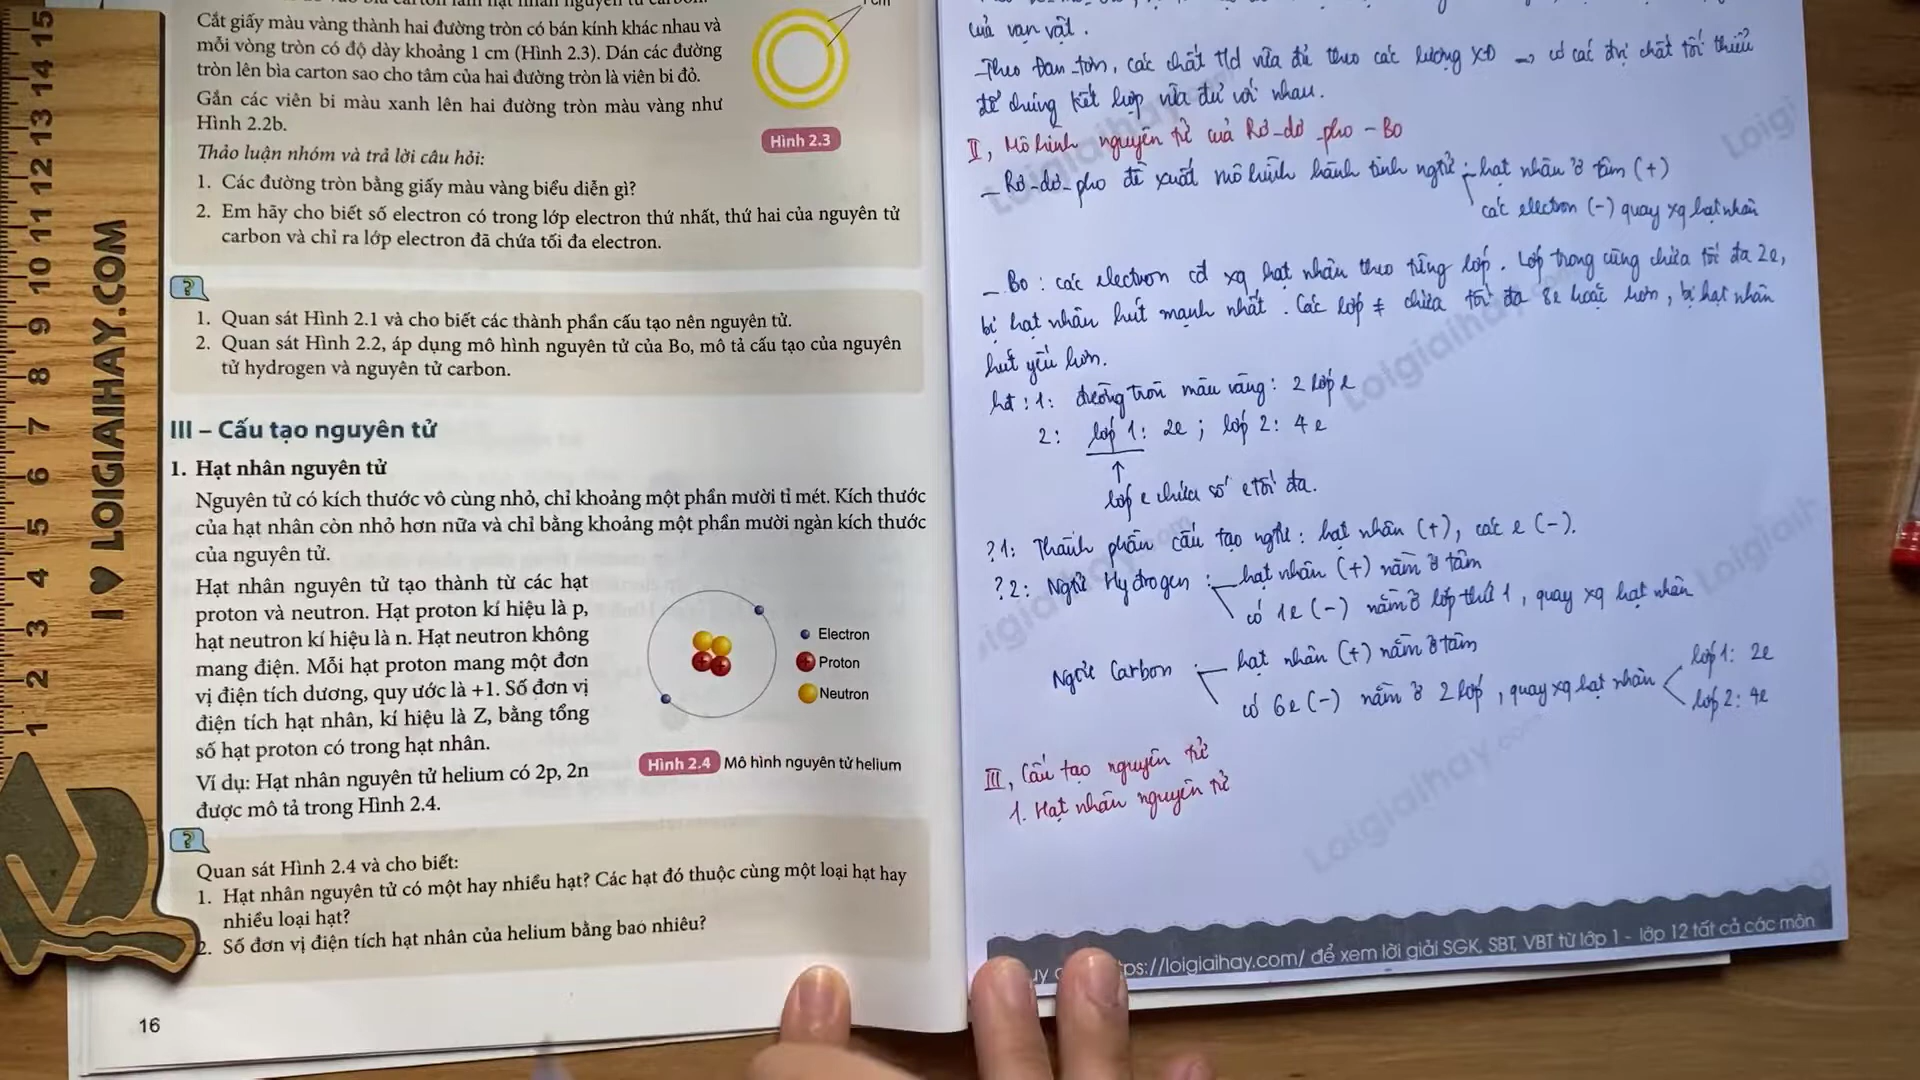 Cắt giấy màu vàng thành hai đường tròn có bán kính khác nhau và
mỗi vòng tròn có độ dày khoảng 1 cm (Hình 2.3). Dán các đường
tròn lên bìa carton sao cho tâm của hai đường tròn là viên bi đỏ.
Gắn các viên bi màu xanh lên hai đường tròn màu vàng như
Hình 2.2b.
Hình 2.3
Thảo luận nhóm và trả lời câu hỏi:
1. Các đường tròn bằng giấy màu vàng biểu diễn gì?
2. Em hãy cho biết số electron có trong lớp electron thứ nhất, thứ hai của nguyên tử
carbon và chỉ ra lớp electron đã chứa tối đa electron.
?
1. Quan sát Hình 2.1 và cho biết các thành phần cấu tạo nên nguyên tử.
2. Quan sát Hình 2.2, áp dụng mô hình nguyên tử của Bo, mô tả cấu tạo của nguyên
tử hydrogen và nguyên tử carbon.
III – Cấu tạo nguyên tử
1. Hạt nhân nguyên tử
Nguyên tử có kích thước vô cùng nhỏ, chỉ khoảng một phần mười tỉ mét. Kích thước
của hạt nhân còn nhỏ hơn nữa và chỉ bằng khoảng một phần mười ngàn kích thước
của nguyên tử.
Hạt nhân nguyên tử tạo thành từ các hạt
proton và neutron. Hạt proton kí hiệu là p,
hạt neutron kí hiệu là n. Hạt neutron không
mang điện. Mỗi hạt proton mang một đơn
vị điện tích dương, quy ước là +1. Số đơn vị
điện tích hạt nhân, kí hiệu là Z, bằng tổng
số hạt proton có trong hạt nhân.
Ví dụ: Hạt nhân nguyên tử helium có 2p, 2n
được mô tả trong Hình 2.4.
Electron
Proton
Neutron
Hình 2.4 Mô hình nguyên tử helium
?
Quan sát Hình 2.4 và cho biết:
1. Hạt nhân nguyên tử có một hay nhiều hạt? Các hạt đó thuộc cùng một loại hạt hay
nhiều loại hạt?
2. Số đơn vị điện tích hạt nhân của helium bằng bao nhiêu?
16
I ♥ LOIGIAIHAY.COM
1 2 3 4 5 6 7 8 9 10 11 12 13 14 15
của vạn vật.
- Theo Đan-tơn, các chất t/d vừa đủ theo các lượng XĐ → có các đvị chất tối thiểu
để chúng kết hợp vừa đủ với nhau.
II, Mô hình nguyên tử của Rơ-dơ-pho - Bo
- Rơ-dơ-pho đề xuất mô hình hành tinh ngtử: hạt nhân ở tâm (+)
các electron (-) quay xq hạt nhân
- Bo: các electron cđ xq hạt nhân theo từng lớp. Lớp trong cùng chứa tối đa 2e,
bị hạt nhân hút mạnh nhất. Các lớp ≠ chứa tối đa 8e hoặc hơn, bị hạt nhân
hút yếu hơn.
hđ: 1: đường tròn màu vàng: 2 lớp e
2: lớp 1: 2e; lớp 2: 4e
↑
lớp e chứa số e tối đa.
?1: Thành phần cấu tạo ngtử: hạt nhân (+), các e (-).
?2: Ngtử Hydrogen: hạt nhân (+) nằm ở tâm
có 1e (-) nằm ở lớp thứ 1, quay xq hạt nhân
Ngtử Carbon: hạt nhân (+) nằm ở tâm
có 6e (-) nằm ở 2 lớp, quay xq hạt nhân
lớp 1: 2e
lớp 2: 4e
III, Cấu tạo nguyên tử
1. Hạt nhân nguyên tử
https://loigiaihay.com/ để xem lời giải SGK, SBT, VBT từ lớp 1 - lớp 12 tất cả các môn
Loigiaihay.com